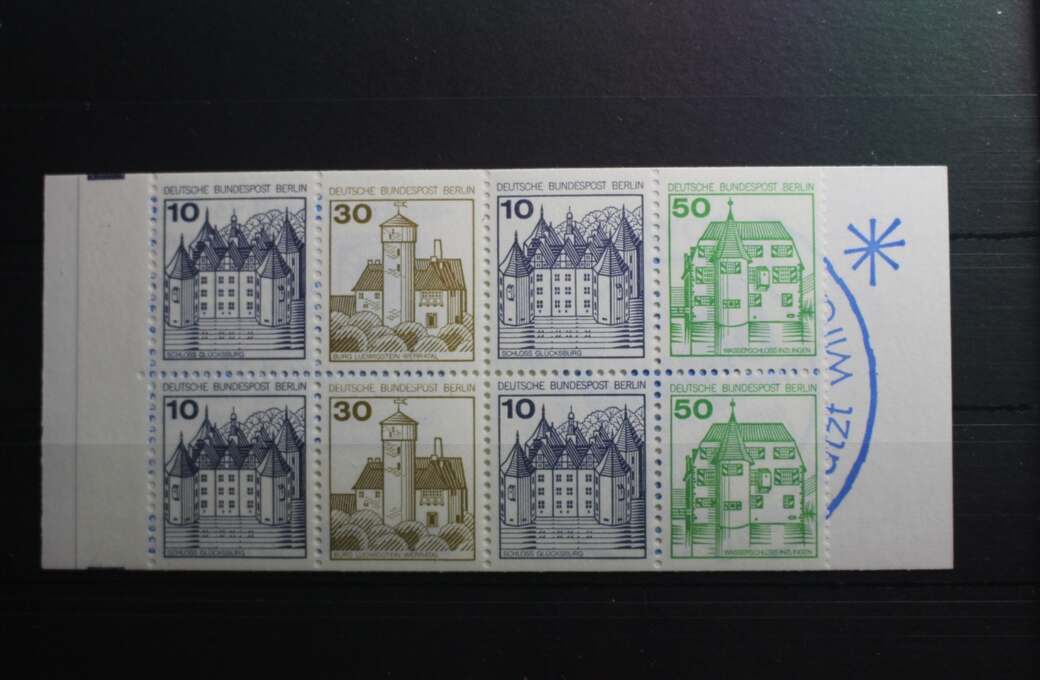 DEUTSCHE BUNDESPOST BERLIN
10
SCHLOSS GLÜCKSBURG
DEUTSCHE BUNDESPOST BERLIN
30
BURG LUDWIGSTEIN WERRATAL
DEUTSCHE BUNDESPOST BERLIN
10
SCHLOSS GLÜCKSBURG
DEUTSCHE BUNDESPOST BERLIN
50
WASSERSCHLOSS INZLINGEN
DEUTSCHE BUNDESPOST BERLIN
10
SCHLOSS GLÜCKSBURG
DEUTSCHE BUNDESPOST BERLIN
30
BURG LUDWIGSTEIN WERRATAL
DEUTSCHE BUNDESPOST BERLIN
10
SCHLOSS GLÜCKSBURG
DEUTSCHE BUNDESPOST BERLIN
50
WASSERSCHLOSS INZLINGEN